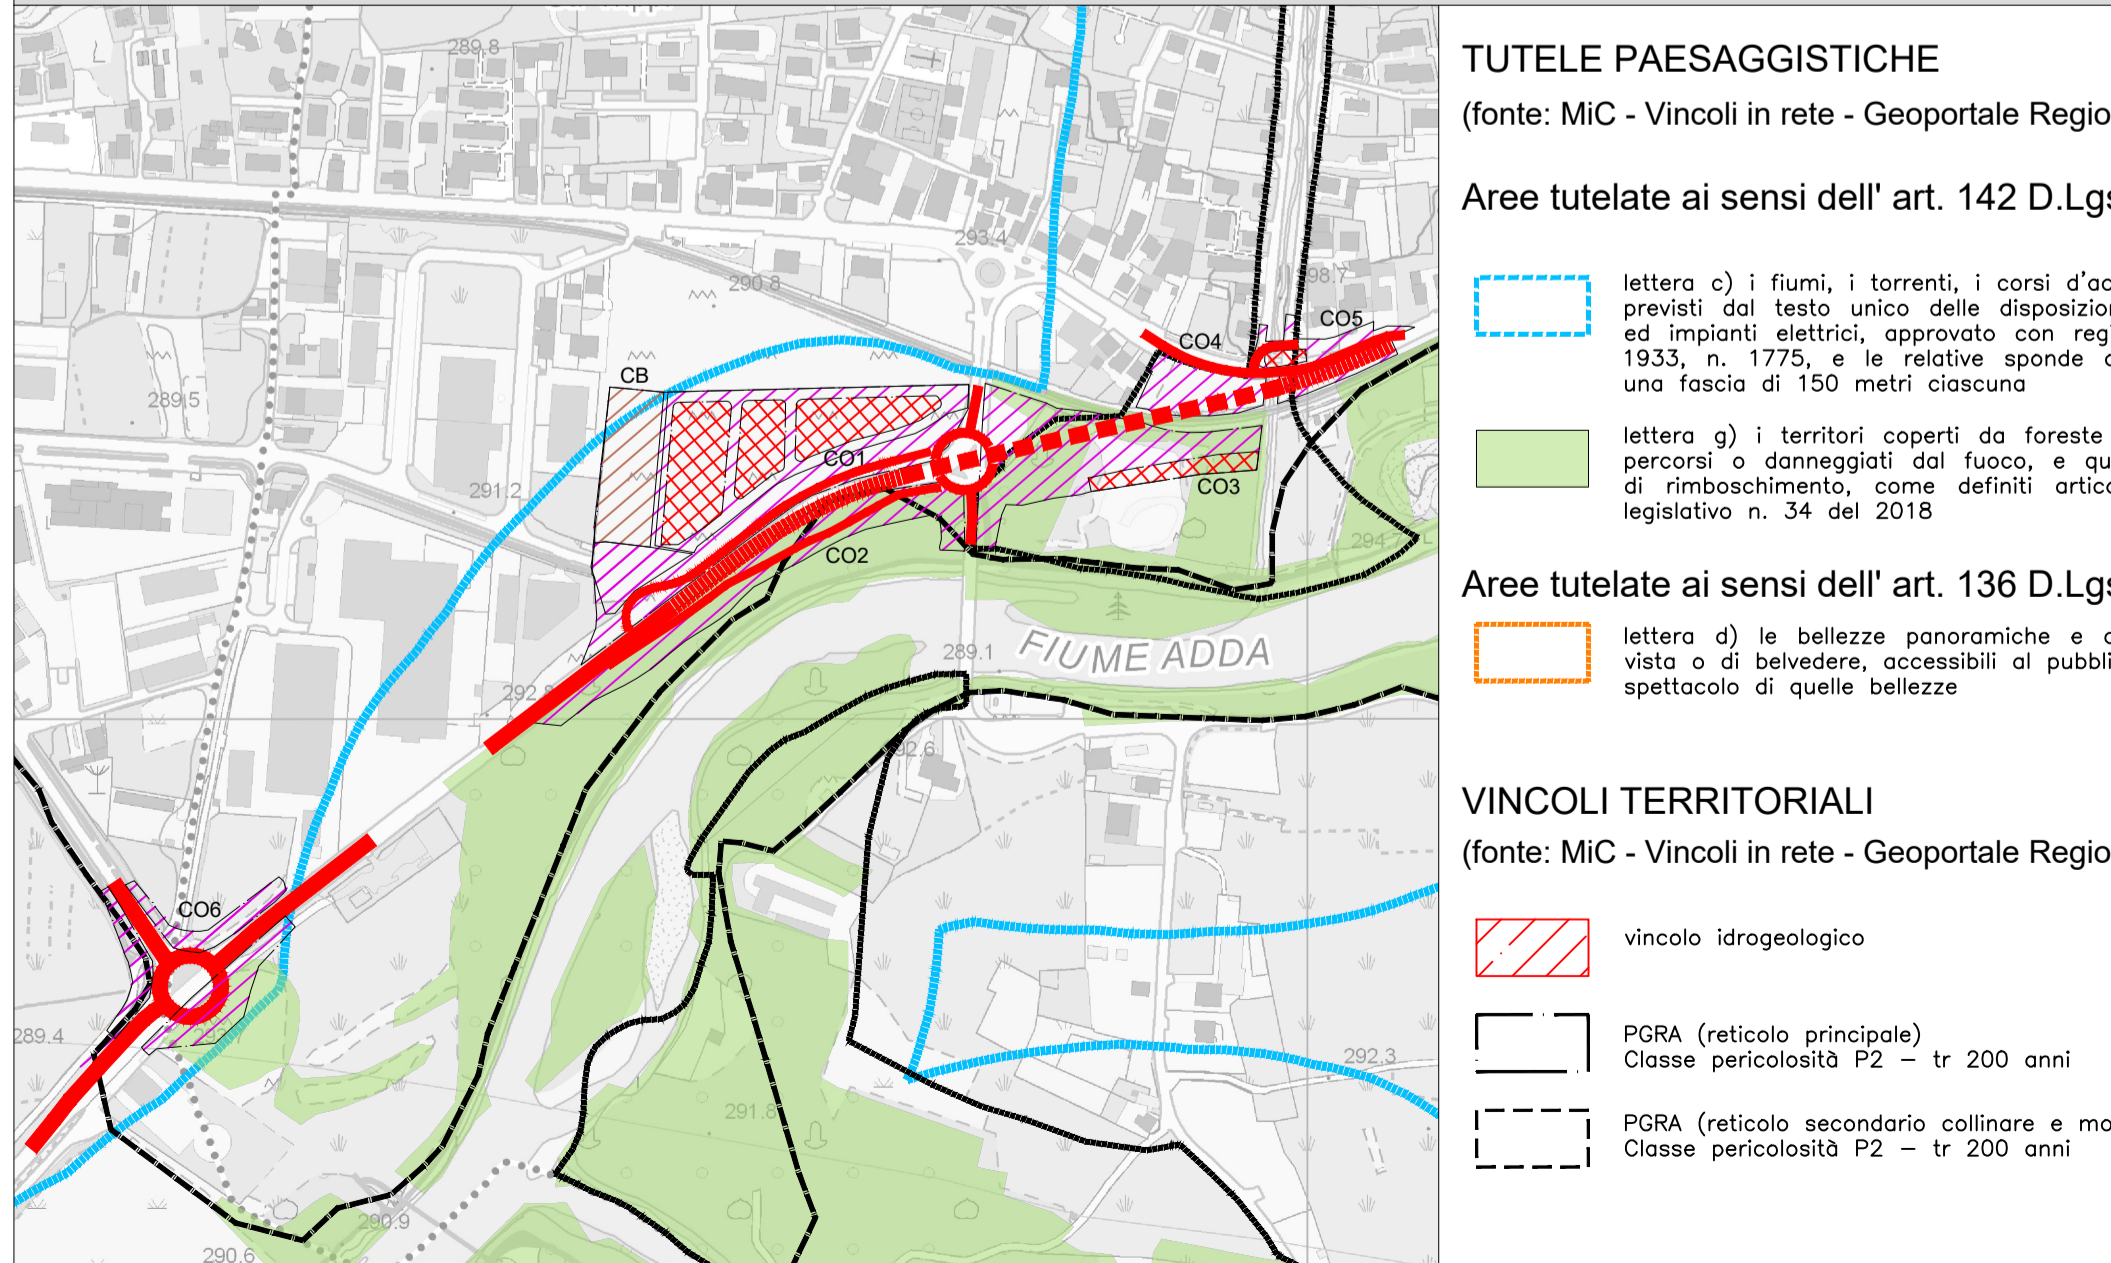 289.8
293.4
290.8
298.7
CO4
CO5
CB
289.5
CO1
291.2
CO3
CO2
294.7
FIUME ADDA
289.1
292.8
92.6
CO6
289.4
292.3
291.8
290.9
290.6
TUTELE PAESAGGISTICHE
(fonte: MiC - Vincoli in rete - Geoportale Regio
Aree tutelate ai sensi dell' art. 142 D.Lgs
lettera c) i fiumi, i torrenti, i corsi d'ac
previsti dal testo unico delle disposizion
ed impianti elettrici, approvato con regi
1933, n. 1775, e le relative sponde o
una fascia di 150 metri ciascuna
lettera g) i territori coperti da foreste
percorsi o danneggiati dal fuoco, e qu
di rimboschimento, come definiti artico
legislativo n. 34 del 2018
Aree tutelate ai sensi dell' art. 136 D.Lgs
lettera d) le bellezze panoramiche e c
vista o di belvedere, accessibili al pubbli
spettacolo di quelle bellezze
VINCOLI TERRITORIALI
(fonte: MiC - Vincoli in rete - Geoportale Regio
vincolo idrogeologico
PGRA (reticolo principale)
Classe pericolosità P2 – tr 200 anni
PGRA (reticolo secondario collinare e mo
Classe pericolosità P2 – tr 200 anni